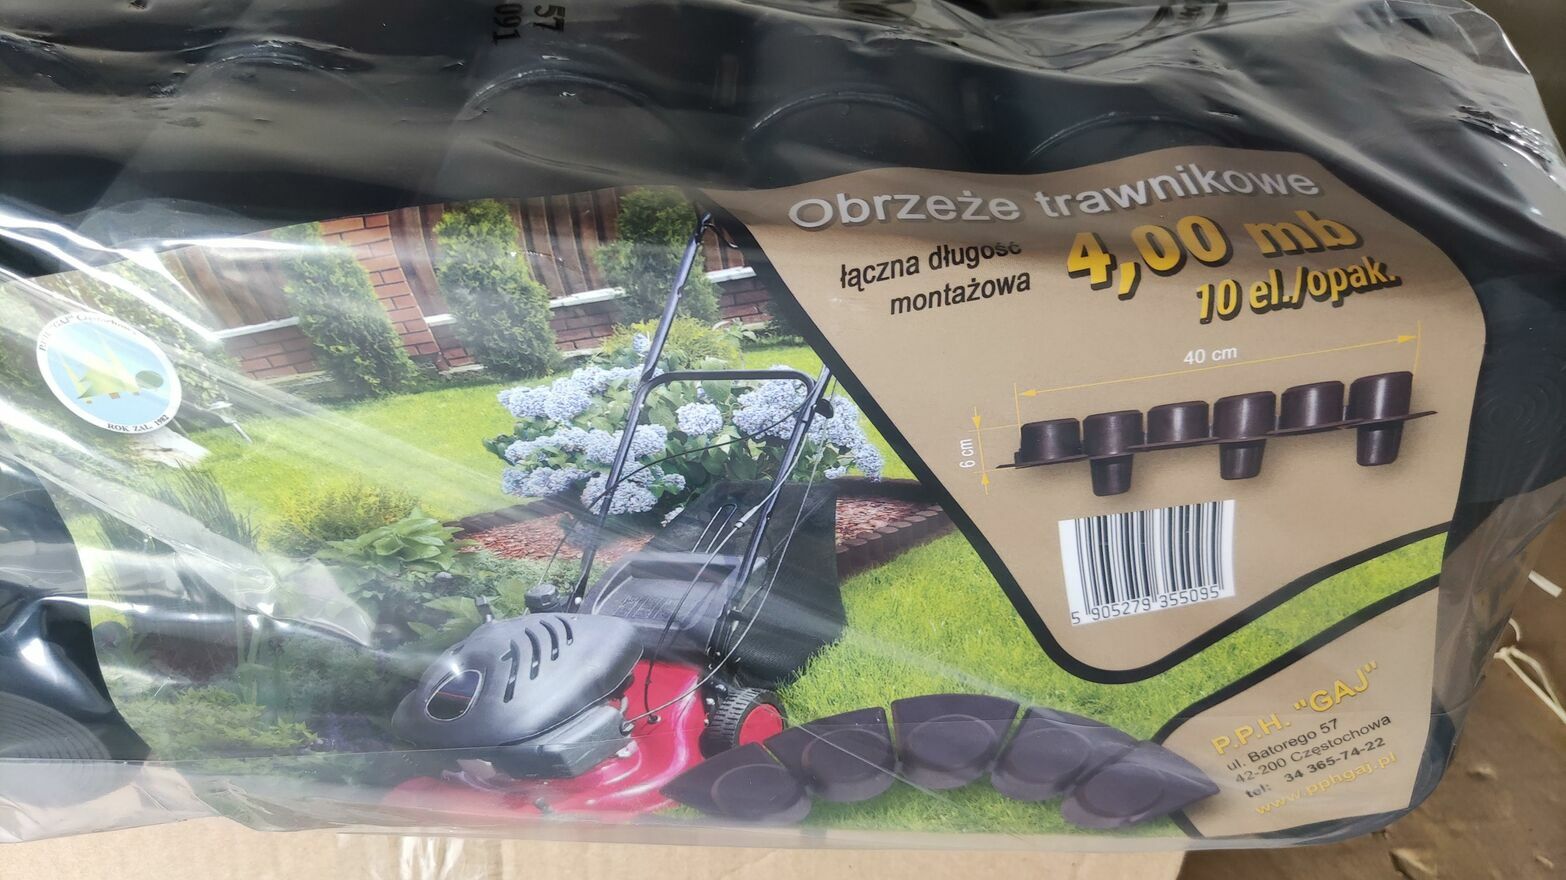 57
091
Obrzeże trawnikowe
łączna długość
montażowa
4,00 mb
10 el./opak.
40 cm
6 cm
ROK ZAŁ. 1982
5 905279 355095
P.P.H. "GAJ"
ul. Batorego 57
42-200 Częstochowa
tel: 34 365-74-22
www.pphgaj.pl